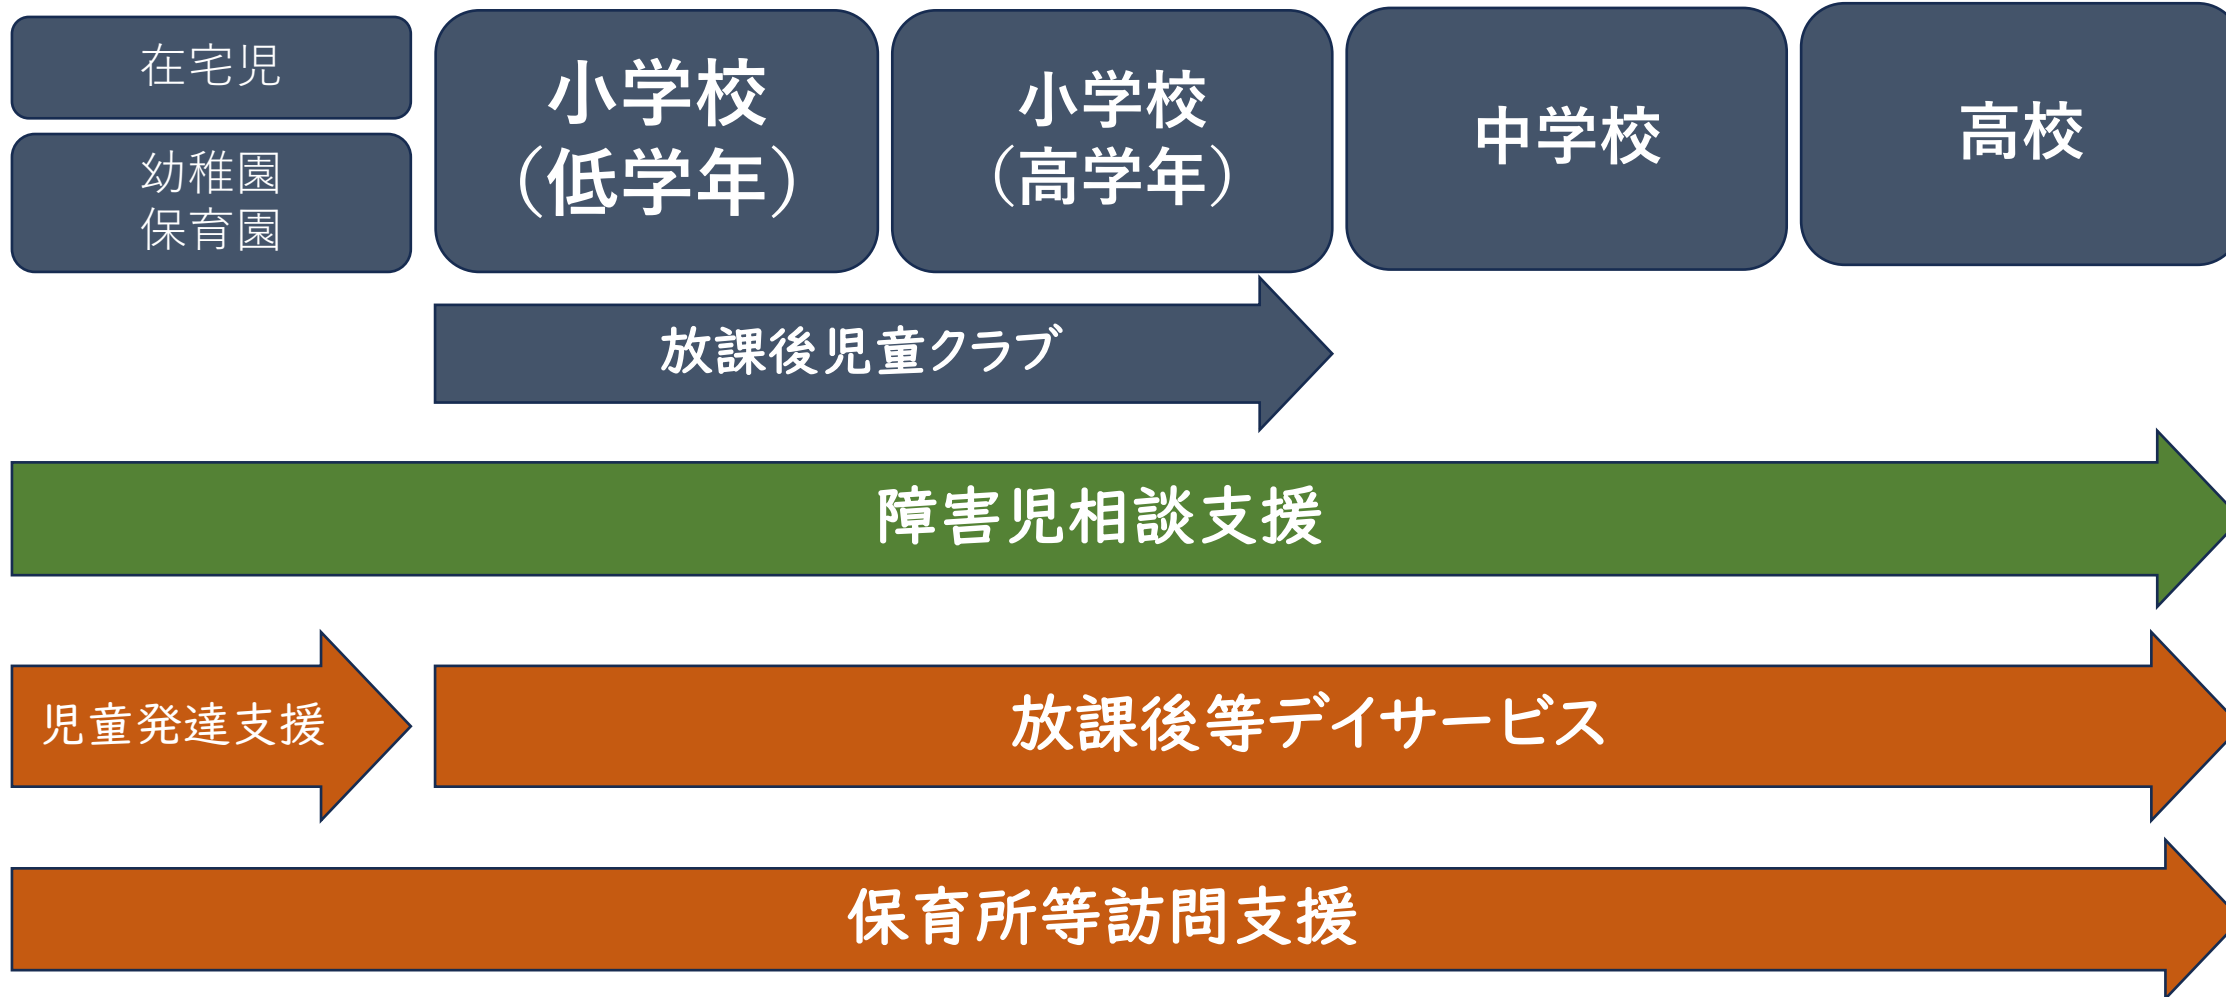 在宅児
幼稚園
保育園
小学校
（低学年）
小学校
（高学年）
中学校
高校
放課後児童クラブ
障害児相談支援
児童発達支援
放課後等デイサービス
保育所等訪問支援